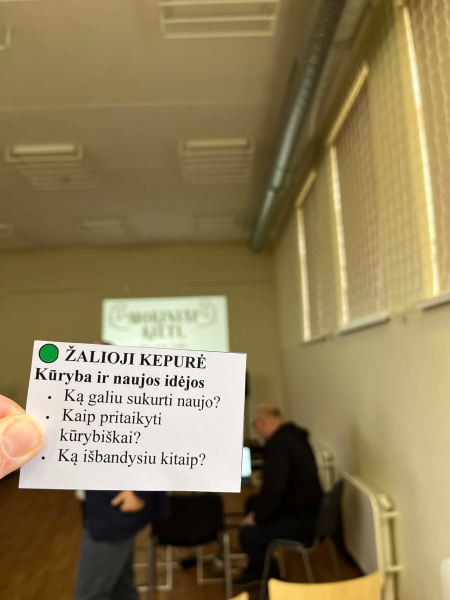 ŽALIOJI KEPURĖ
Kūryba ir naujos idėjos
• Ką galiu sukurti naujo?
• Kaip pritaikyti
kūrybiškai?
• Ką išbandysiu kitaip?